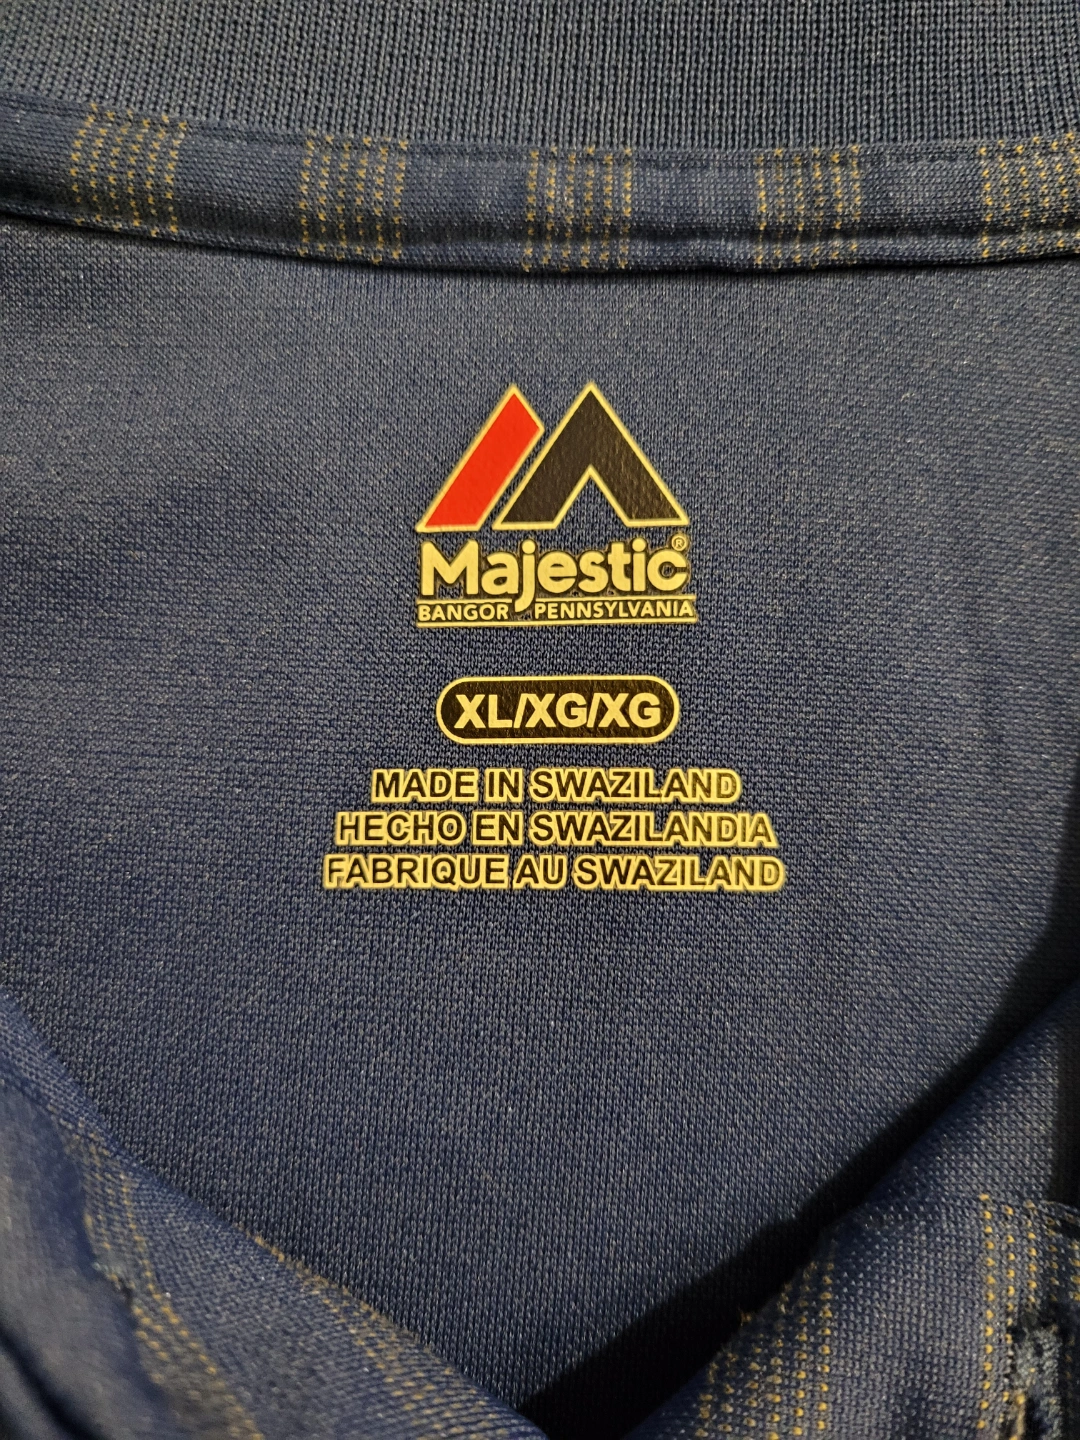 Majestic®
BANGOR PENNSYLVANIA
XL/XG/XG
MADE IN SWAZILAND
HECHO EN SWAZILANDIA
FABRIQUE AU SWAZILAND